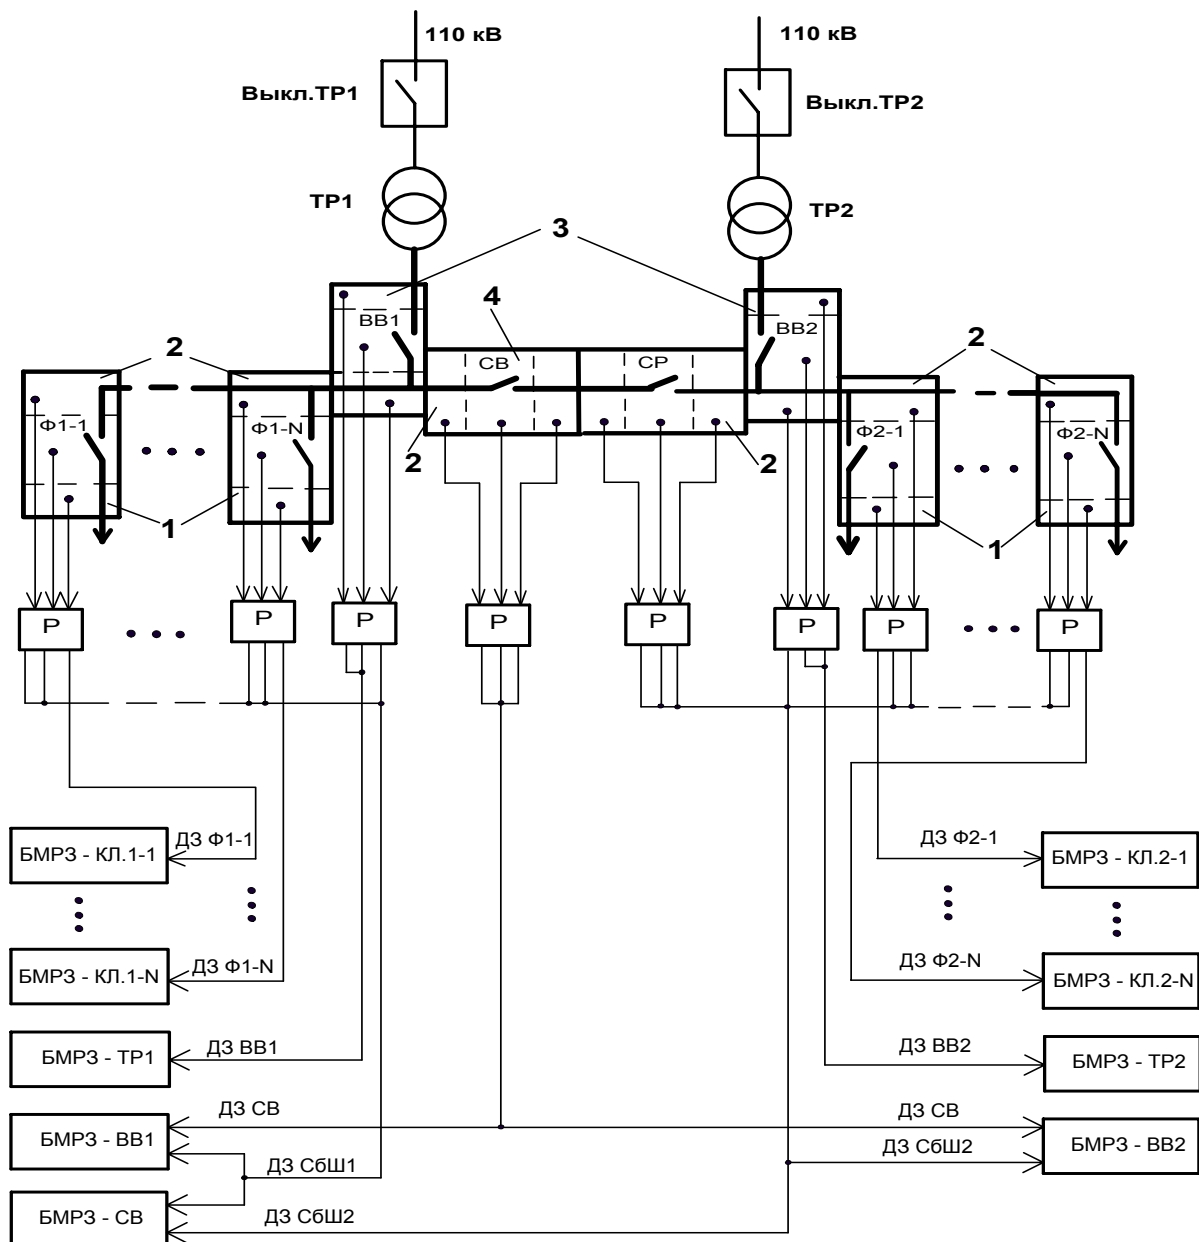 110 кВ
110 кВ
Выкл.ТР1
Выкл.ТР2
ТР1
ТР2
3
4
ВВ1
ВВ2
2
СВ
СР
2
Ф1-1
Ф1-N
Ф2-1
Ф2-N
2
2
1
1
Р
Р
Р
Р
Р
Р
Р
Р
ДЗ Ф1-1
ДЗ Ф2-1
БМРЗ - КЛ.1-1
БМРЗ - КЛ.2-1
ДЗ Ф1-N
ДЗ Ф2-N
БМРЗ - КЛ.1-N
БМРЗ - КЛ.2-N
ДЗ ВВ1
ДЗ ВВ2
БМРЗ - ТР1
БМРЗ - ТР2
ДЗ СВ
ДЗ СВ
БМРЗ - ВВ1
БМРЗ - ВВ2
ДЗ СбШ1
ДЗ СбШ2
БМРЗ - СВ
ДЗ СбШ2